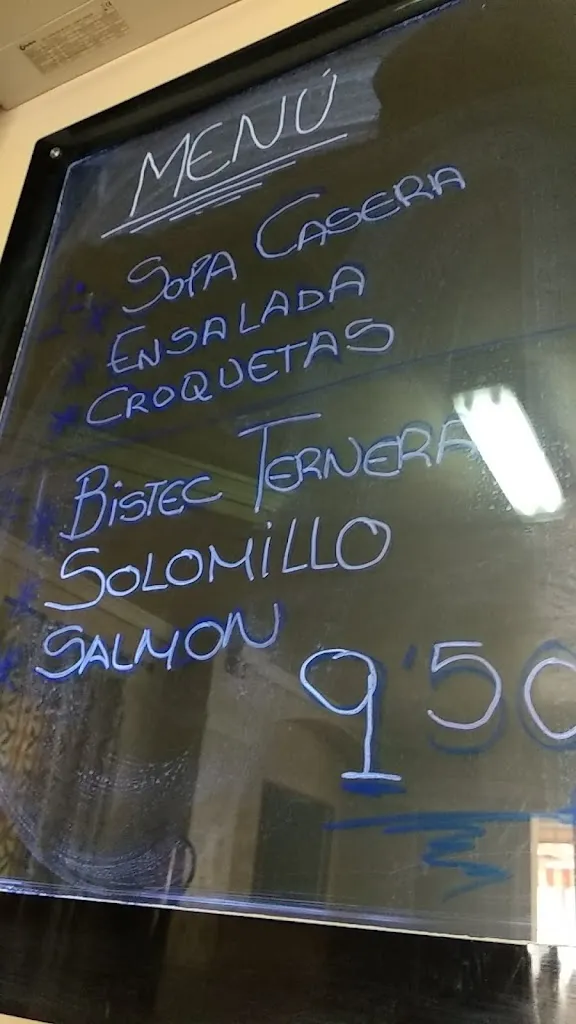 MENÚ
SOPA CASERA
ENSALADA
CROQUETAS
BISTEC TERNERA
SOLOMILLO
SALMON
9'50